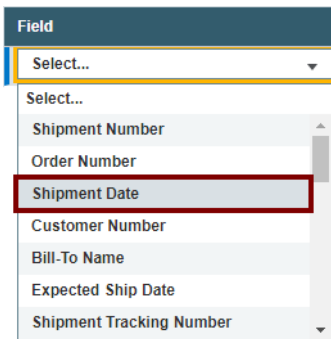 Field
Select...
Select...
Shipment Number
Order Number
Shipment Date
Customer Number
Bill-To Name
Expected Ship Date
Shipment Tracking Number